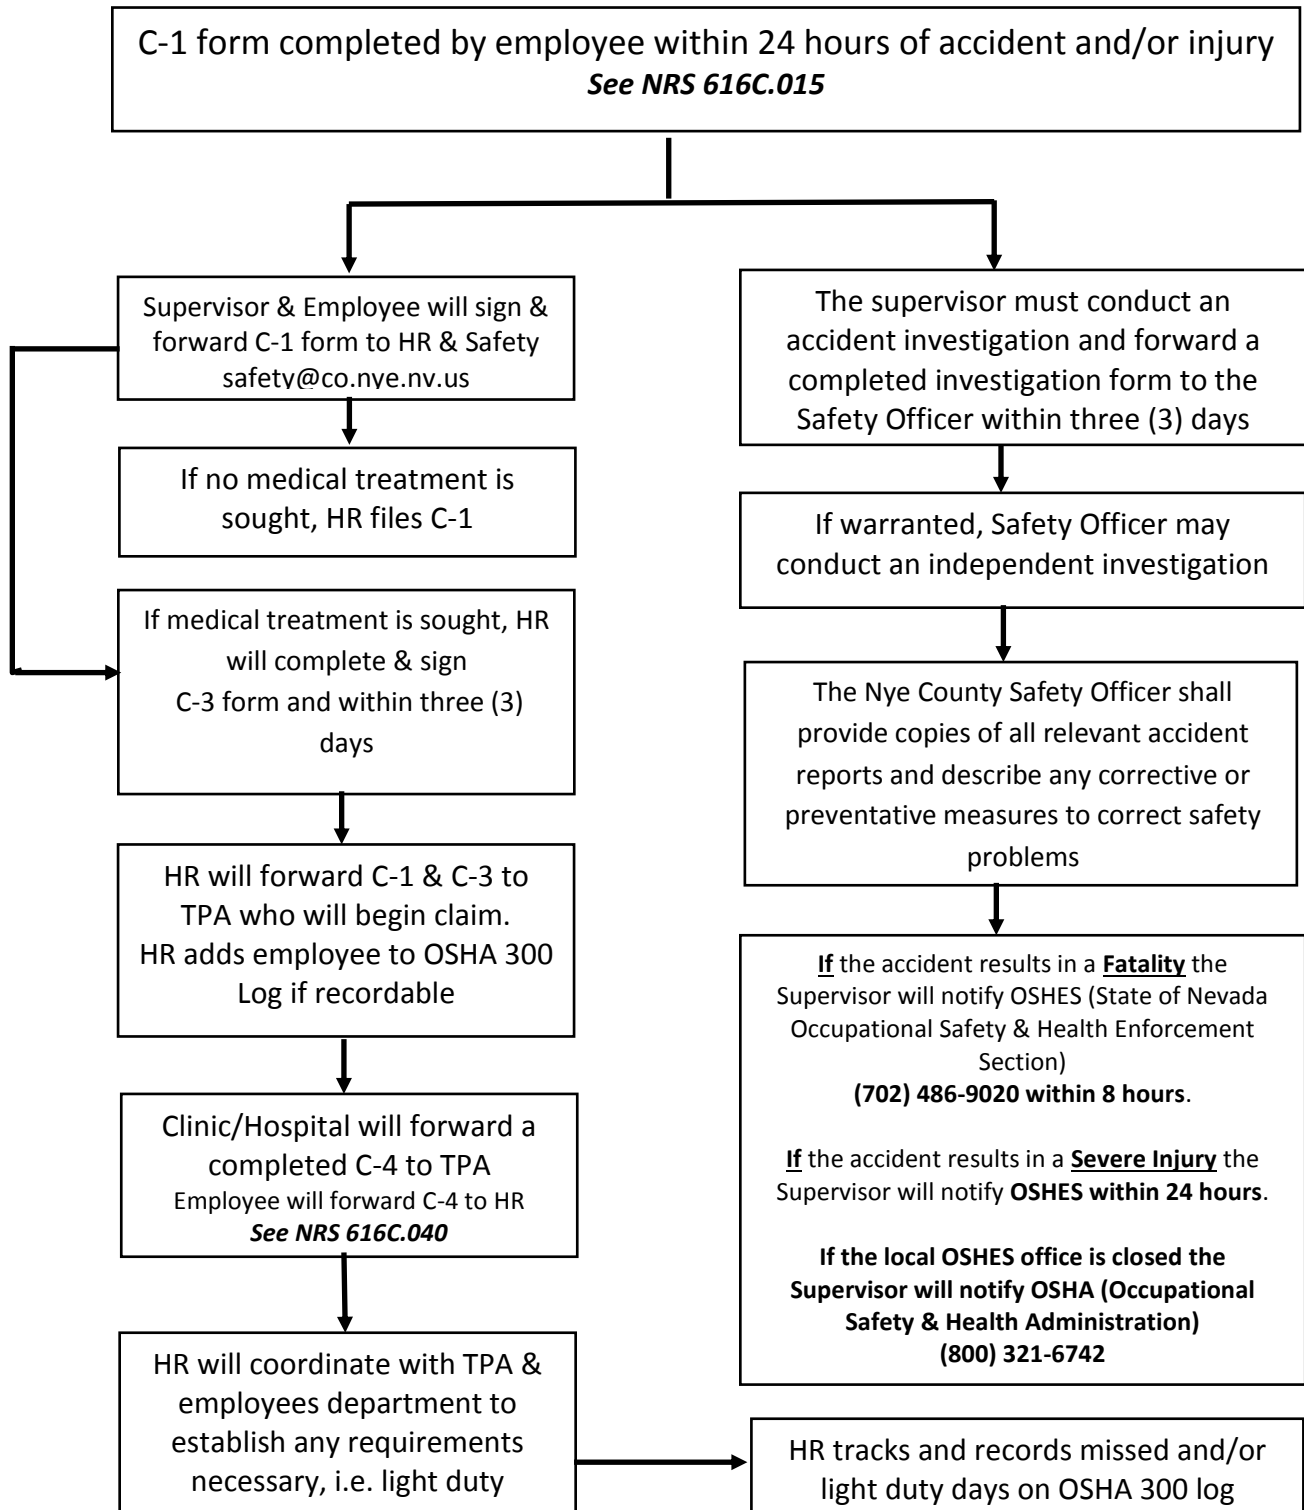 C-1 form completed by employee within 24 hours of accident and/or injury
See NRS 616C.015
Supervisor & Employee will sign &
forward C-1 form to HR & Safety
safety@co.nye.nv.us
If no medical treatment is
sought, HR files C-1
If medical treatment is sought, HR
will complete & sign
C-3 form and within three (3)
days
HR will forward C-1 & C-3 to
TPA who will begin claim.
HR adds employee to OSHA 300
Log if recordable
Clinic/Hospital will forward a
completed C-4 to TPA
Employee will forward C-4 to HR
See NRS 616C.040
HR will coordinate with TPA &
employees department to
establish any requirements
necessary, i.e. light duty
The supervisor must conduct an
accident investigation and forward a
completed investigation form to the
Safety Officer within three (3) days
If warranted, Safety Officer may
conduct an independent investigation
The Nye County Safety Officer shall
provide copies of all relevant accident
reports and describe any corrective or
preventative measures to correct safety
problems
If the accident results in a Fatality the
Supervisor will notify OSHES (State of Nevada
Occupational Safety & Health Enforcement
Section)
(702) 486-9020 within 8 hours.
If the accident results in a Severe Injury the
Supervisor will notify OSHES within 24 hours.
If the local OSHES office is closed the
Supervisor will notify OSHA (Occupational
Safety & Health Administration)
(800) 321-6742
HR tracks and records missed and/or
light duty days on OSHA 300 log